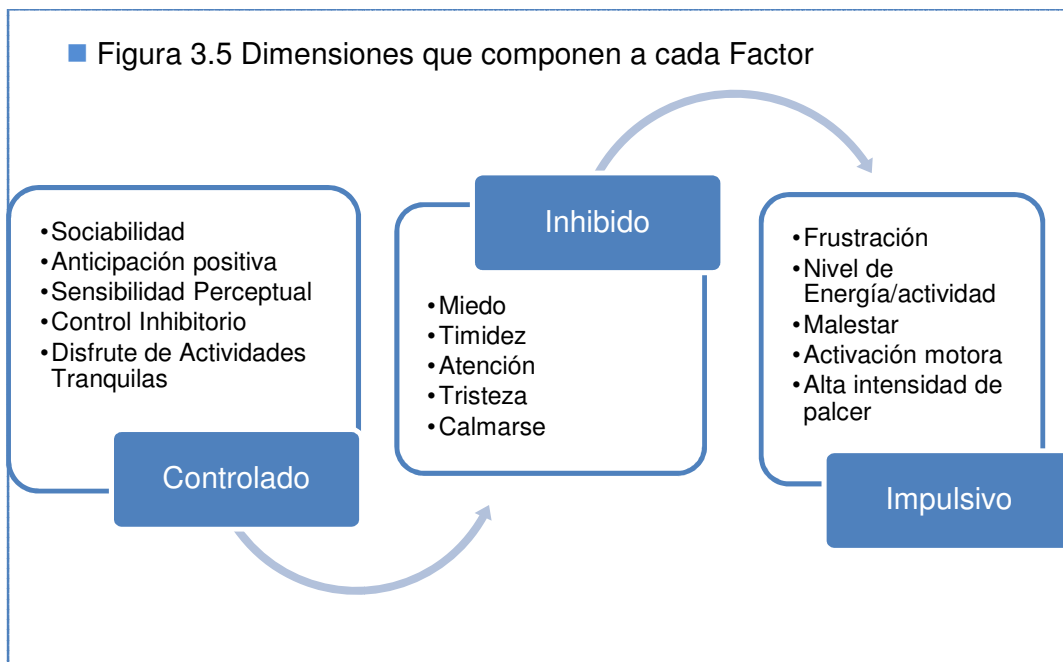 Figura 3.5 Dimensiones que componen a cada Factor
•Sociabilidad
•Anticipación positiva
•Sensibilidad Perceptual
•Control Inhibitorio
•Disfrute de Actividades
Tranquilas
Controlado
Inhibido
•Miedo
•Timidez
•Atención
•Tristeza
•Calmarse
•Frustración
•Nivel de
Energía/actividad
•Malestar
•Activación motora
•Alta intensidad de
palcer
Impulsivo